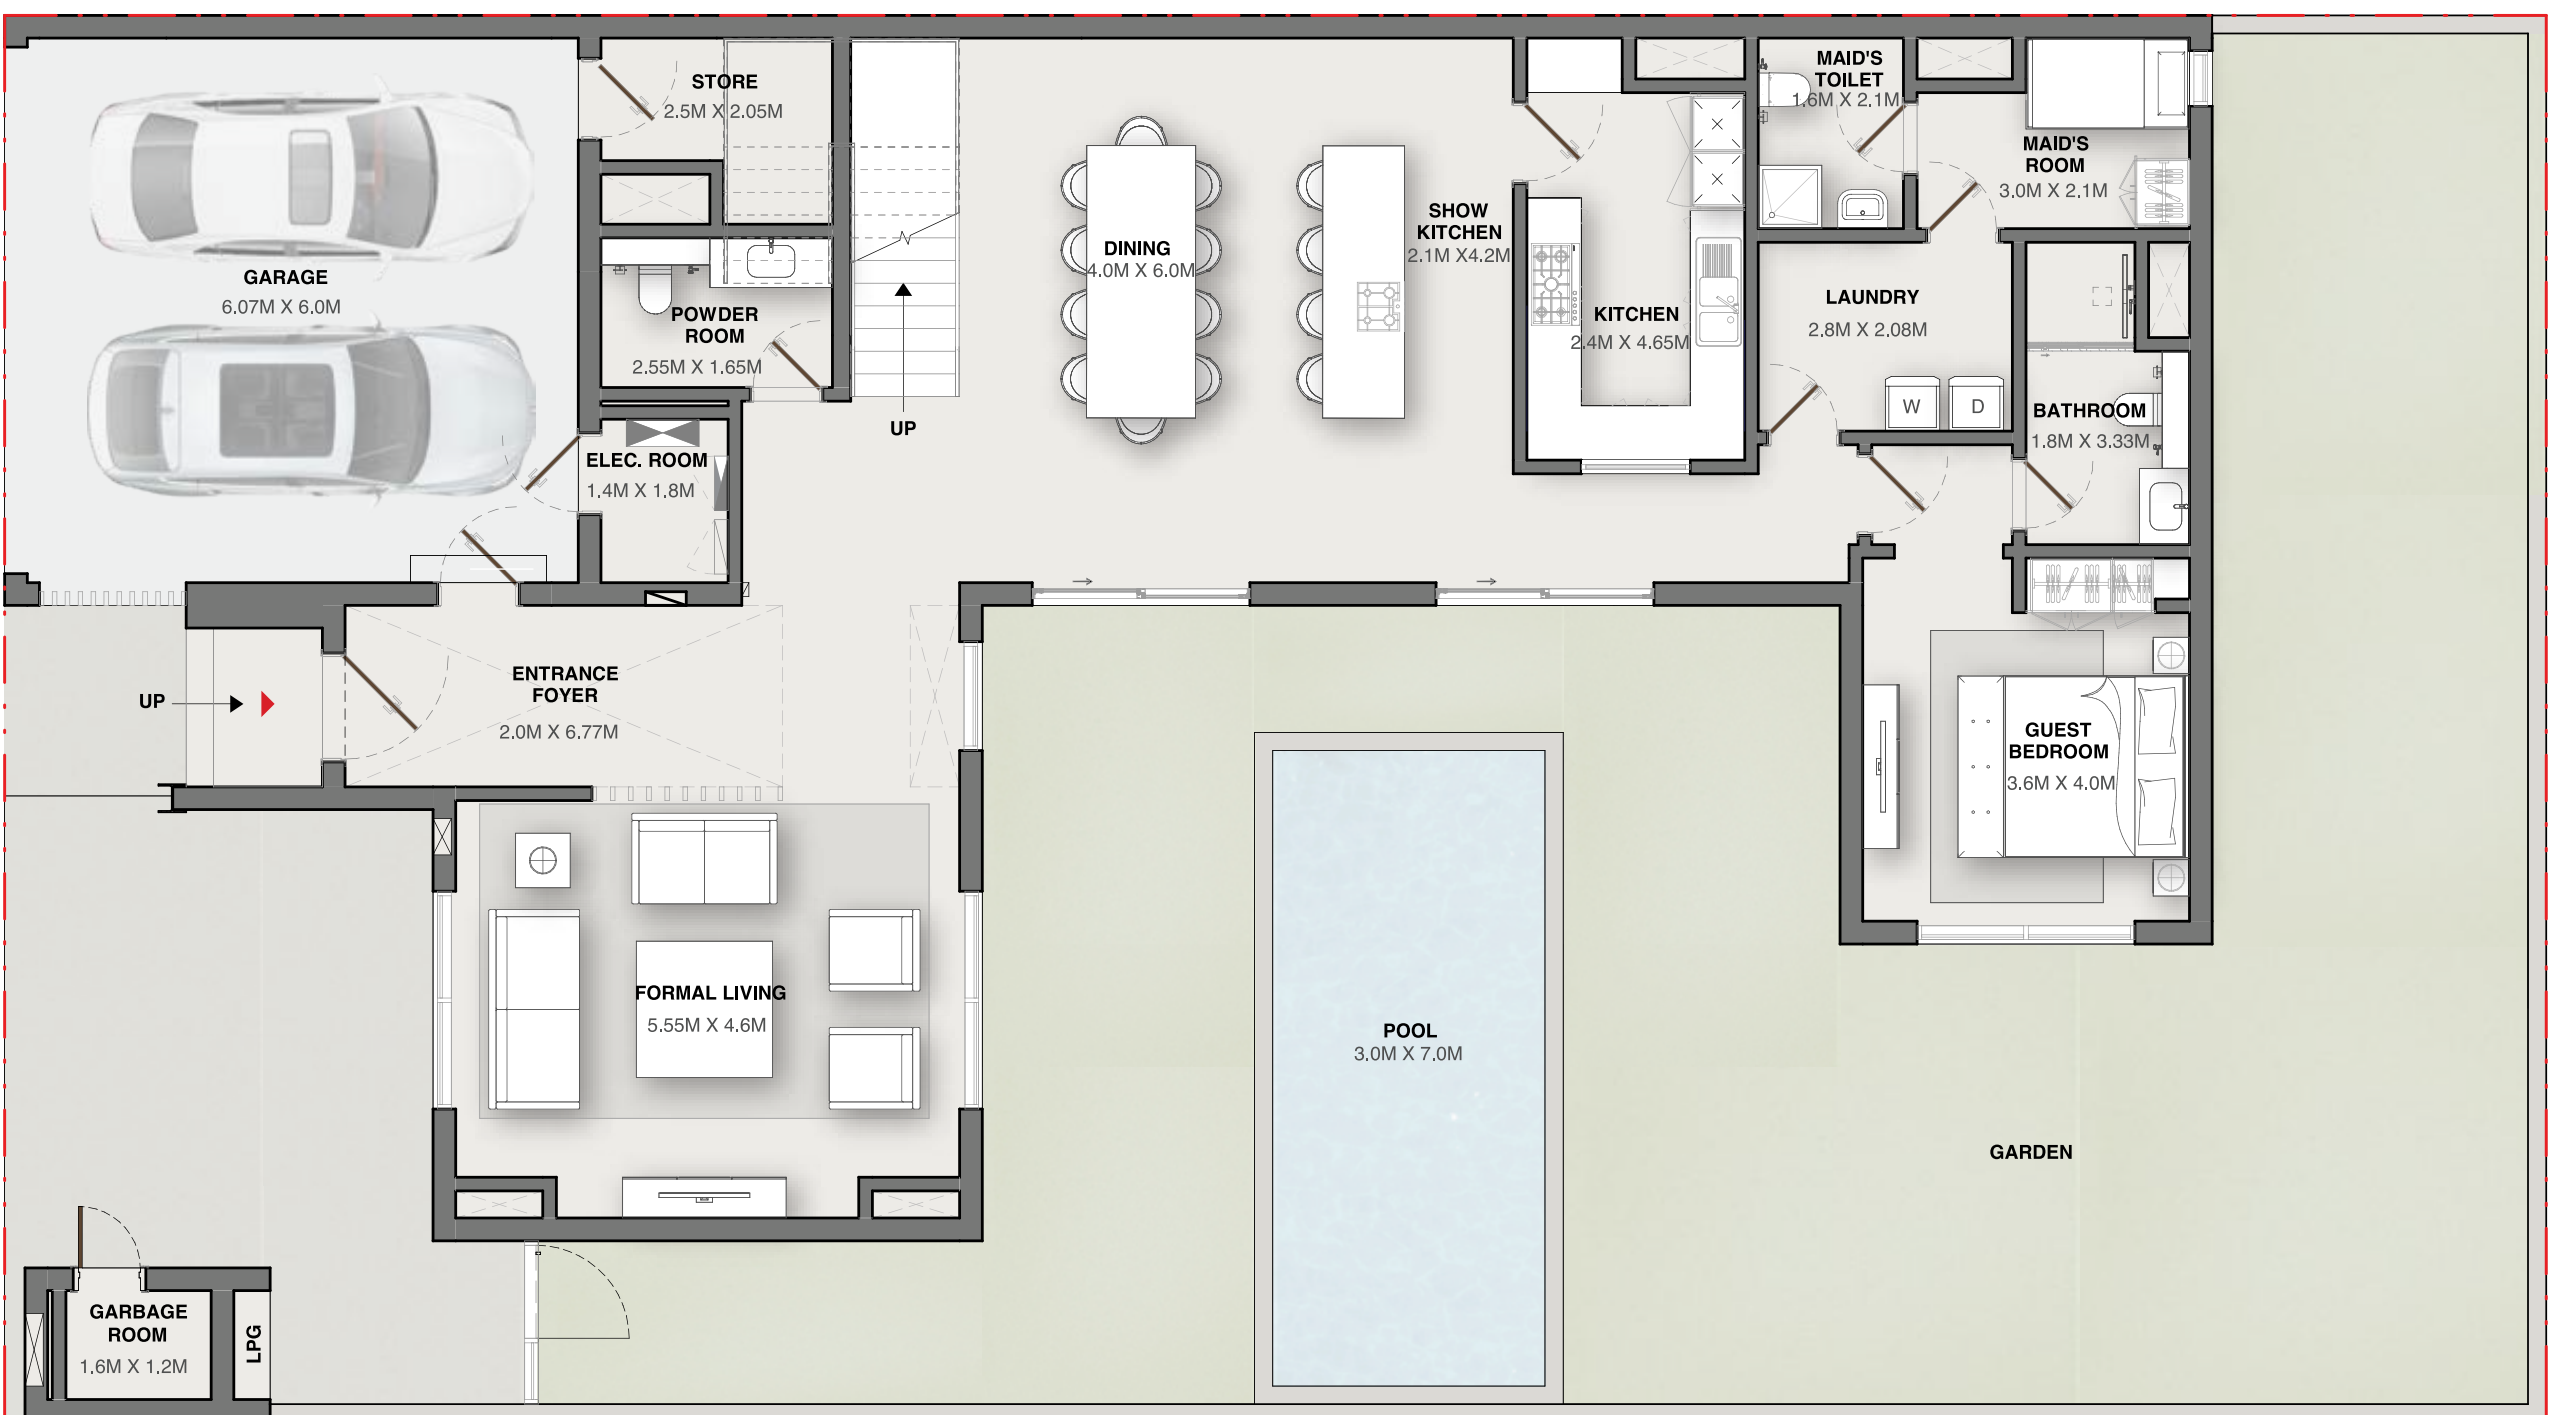 STORE
2.5M X 2.05M
GARAGE
6.07M X 6.0M
POWDER
ROOM
2.55M X 1.65M
ELEC. ROOM
1.4M X 1.8M
UP
DINING
4.0M X 6.0M
SHOW
KITCHEN
2.1M X4.2M
KITCHEN
2.4M X 4.65M
MAID'S
TOILET
1.6M X 2.1M
MAID'S
ROOM
3.0M X 2.1M
LAUNDRY
2.8M X 2.08M
W
D
BATHROOM
1.8M X 3.33M
UP
ENTRANCE
FOYER
2.0M X 6.77M
GUEST
BEDROOM
3.6M X 4.0M
FORMAL LIVING
5.55M X 4.6M
POOL
3.0M X 7.0M
GARDEN
GARBAGE
ROOM
1.6M X 1.2M
LPG